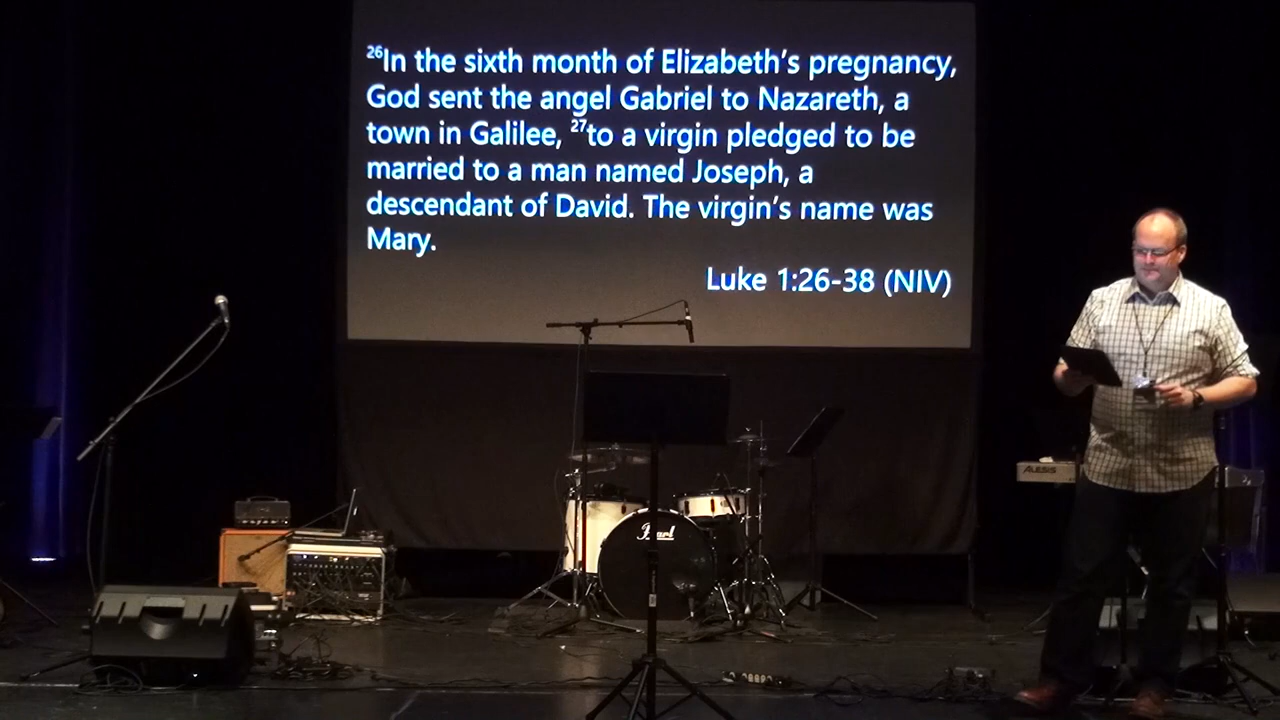 26In the sixth month of Elizabeth's pregnancy,
God sent the angel Gabriel to Nazareth, a
town in Galilee, 27to a virgin pledged to be
married to a man named Joseph, a
descendant of David. The virgin's name was
Mary.
Luke 1:26-38 (NIV)
ALESIS
Pearl